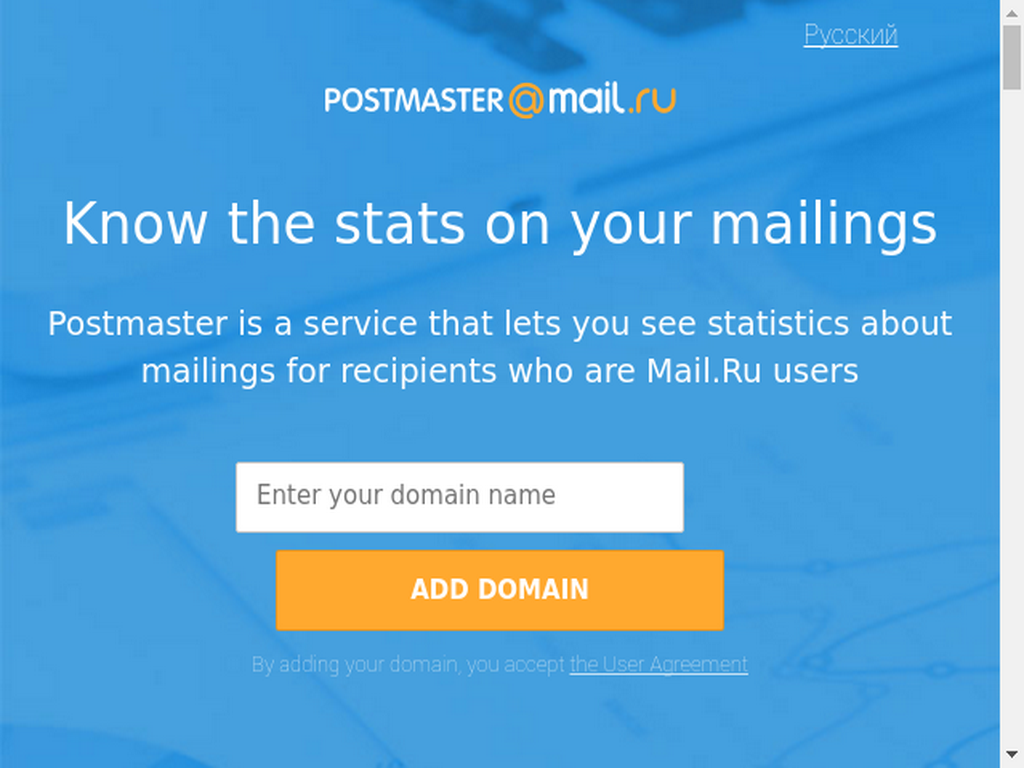 Русский
POSTMASTER@mail.ru
Know the stats on your mailings
Postmaster is a service that lets you see statistics about
mailings for recipients who are Mail.Ru users
Enter your domain name
ADD DOMAIN
By adding your domain, you accept the User Agreement